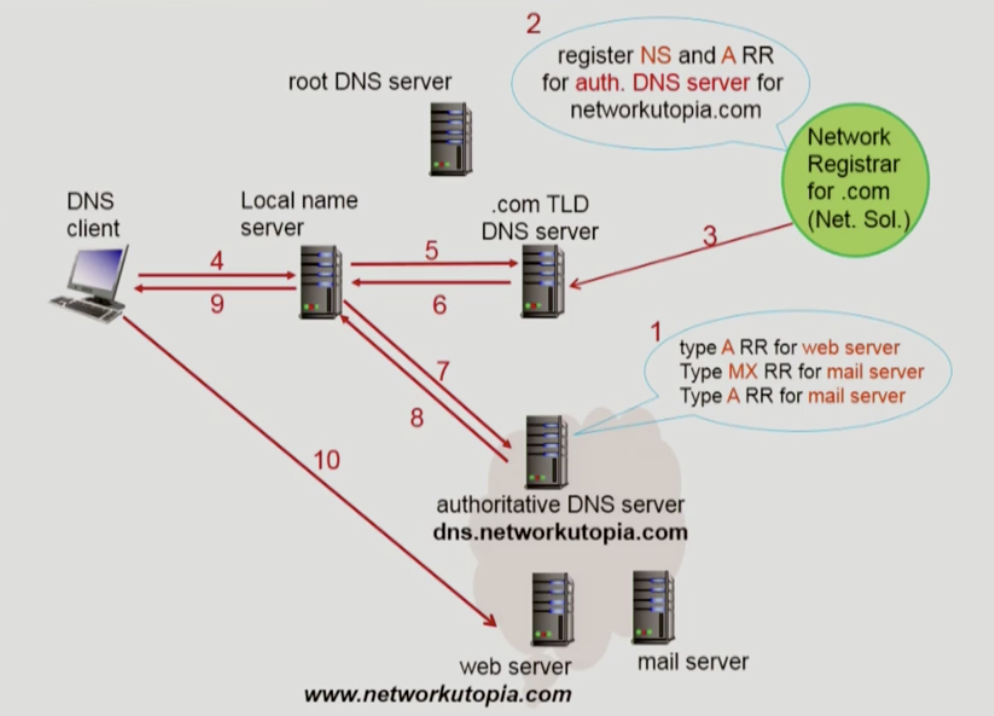 2
register NS and A RR
for auth. DNS server for
networkutopia.com
root DNS server
Network
Registrar
for .com
(Net. Sol.)
DNS
client
Local name
server
.com TLD
DNS server
3
4
5
9
6
1
type A RR for web server
Type MX RR for mail server
Type A RR for mail server
7
8
10
authoritative DNS server
dns.networkutopia.com
web server
mail server
www.networkutopia.com